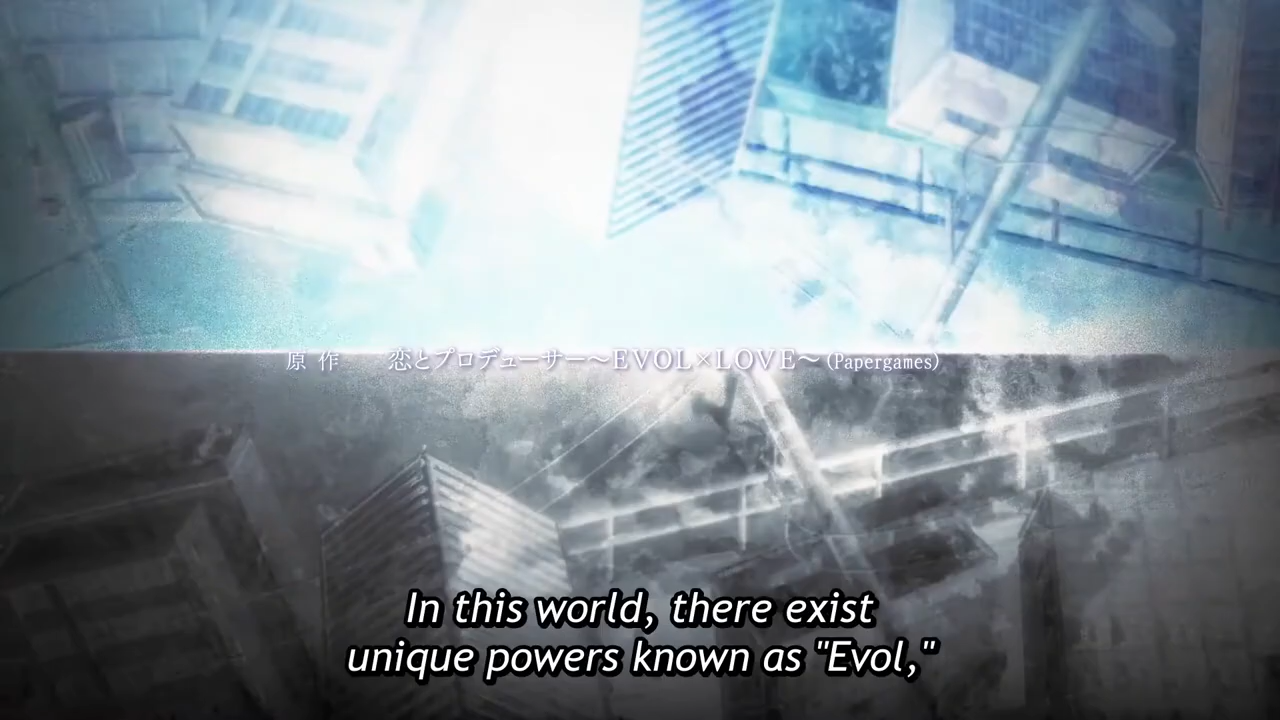 原作 恋とプロデューサー〜EVOL×LOVE〜 (Papergames)
In this world, there exist
unique powers known as "Evol,"